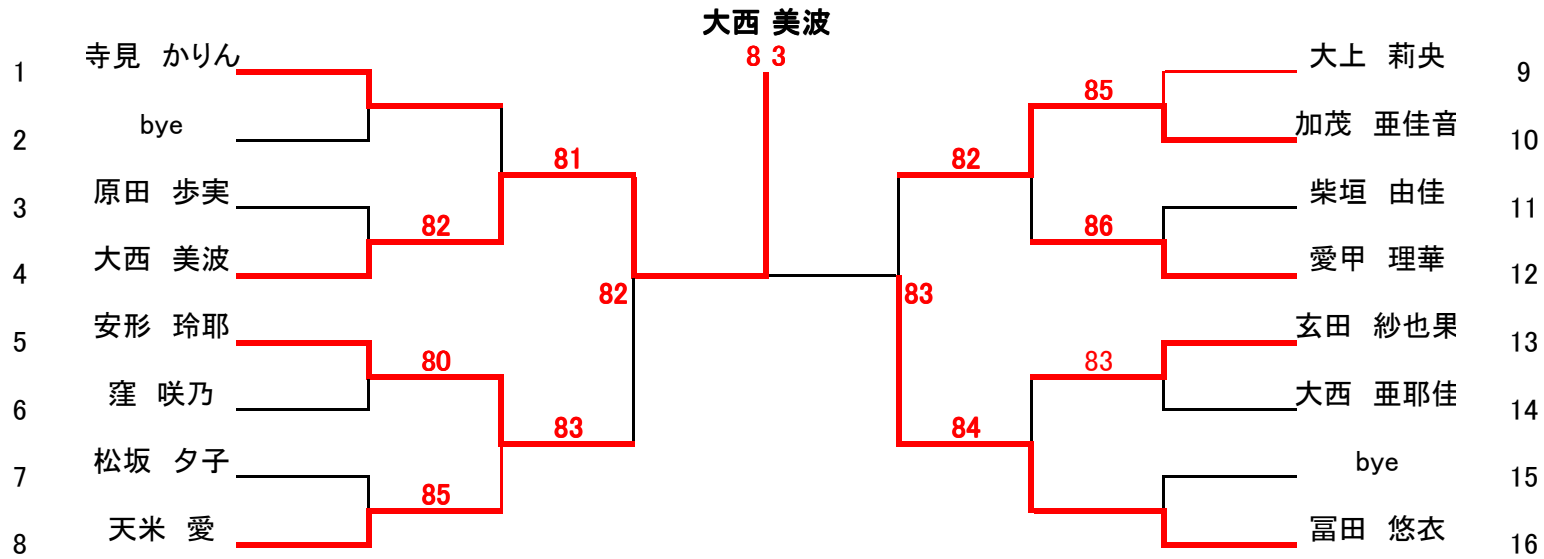 大西 美波
8 3
1 寺見 かりん
2 bye
3 原田 歩実
4 大西 美波
5 安形 玲耶
6 窪 咲乃
7 松坂 夕子
8 天米 愛
82
80
85
81
83
82
85
86
83
82
84
83
大上 莉央 9
加茂 亜佳音 10
柴垣 由佳 11
愛甲 理華 12
玄田 紗也果 13
大西 亜耶佳 14
bye 15
冨田 悠衣 16